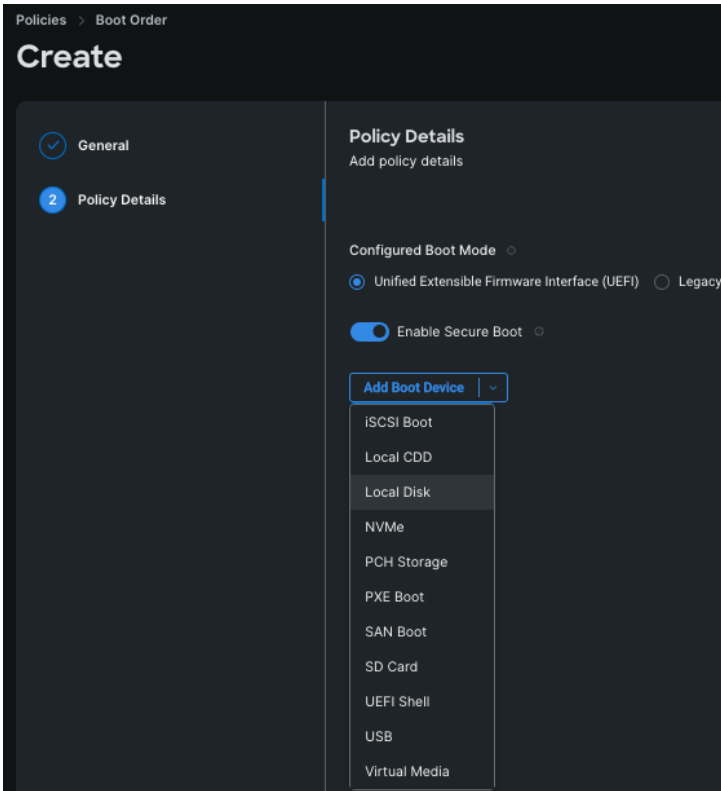 Policies > Boot Order
Create
General
2 Policy Details
Policy Details
Add policy details
Configured Boot Mode
Unified Extensible Firmware Interface (UEFI) Legacy
Enable Secure Boot
Add Boot Device
iSCSI Boot
Local CDD
Local Disk
NVMe
PCH Storage
PXE Boot
SAN Boot
SD Card
UEFI Shell
USB
Virtual Media